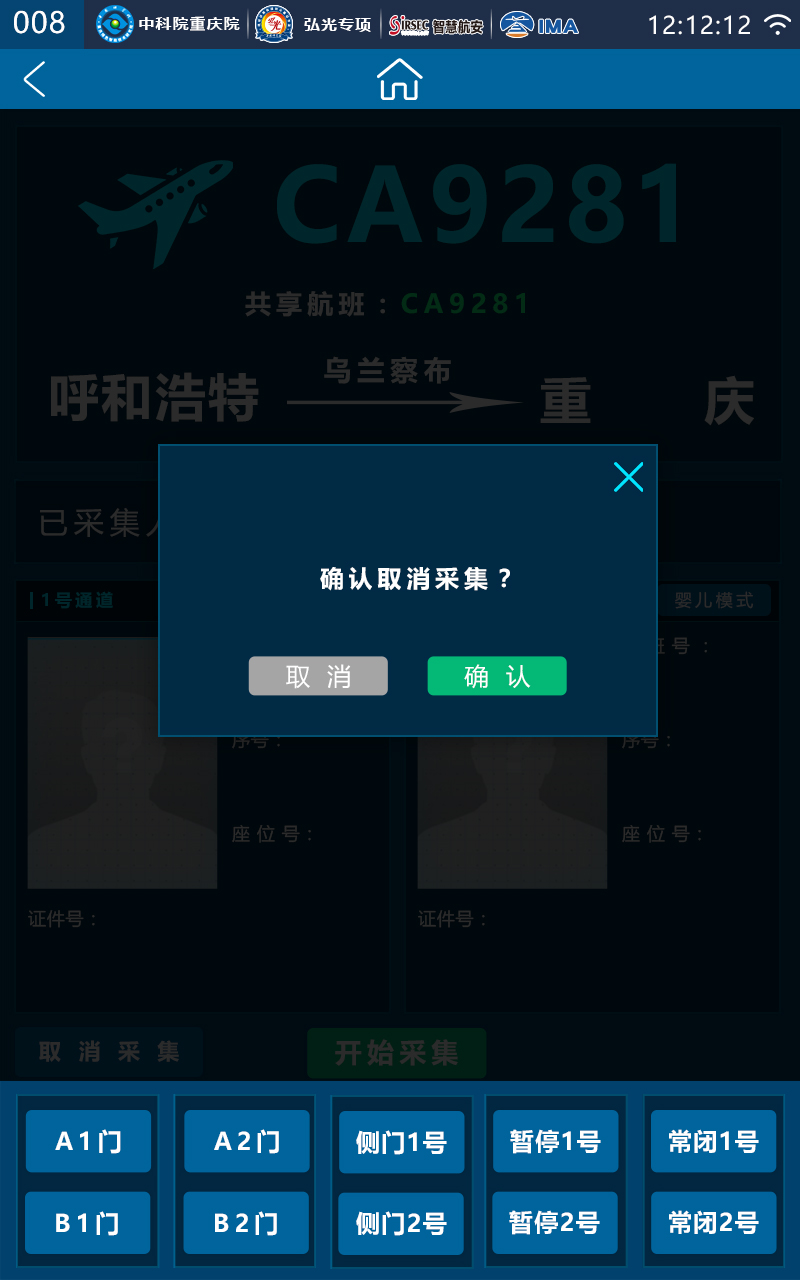 008 中科院重庆院 弘光专项 SiRSEC 智慧航安 IMA 12:12:12
CA9281
共享航班：CA9281
呼和浩特 乌兰察布 重 庆
已采集人
1号通道 婴儿模式
班号：
确认取消采集？
取 消 确 认
序号： 序号：
座位号： 座位号：
证件号： 证件号：
取消采集 开始采集
A1门 A2门 侧门1号 暂停1号 常闭1号
B1门 B2门 侧门2号 暂停2号 常闭2号